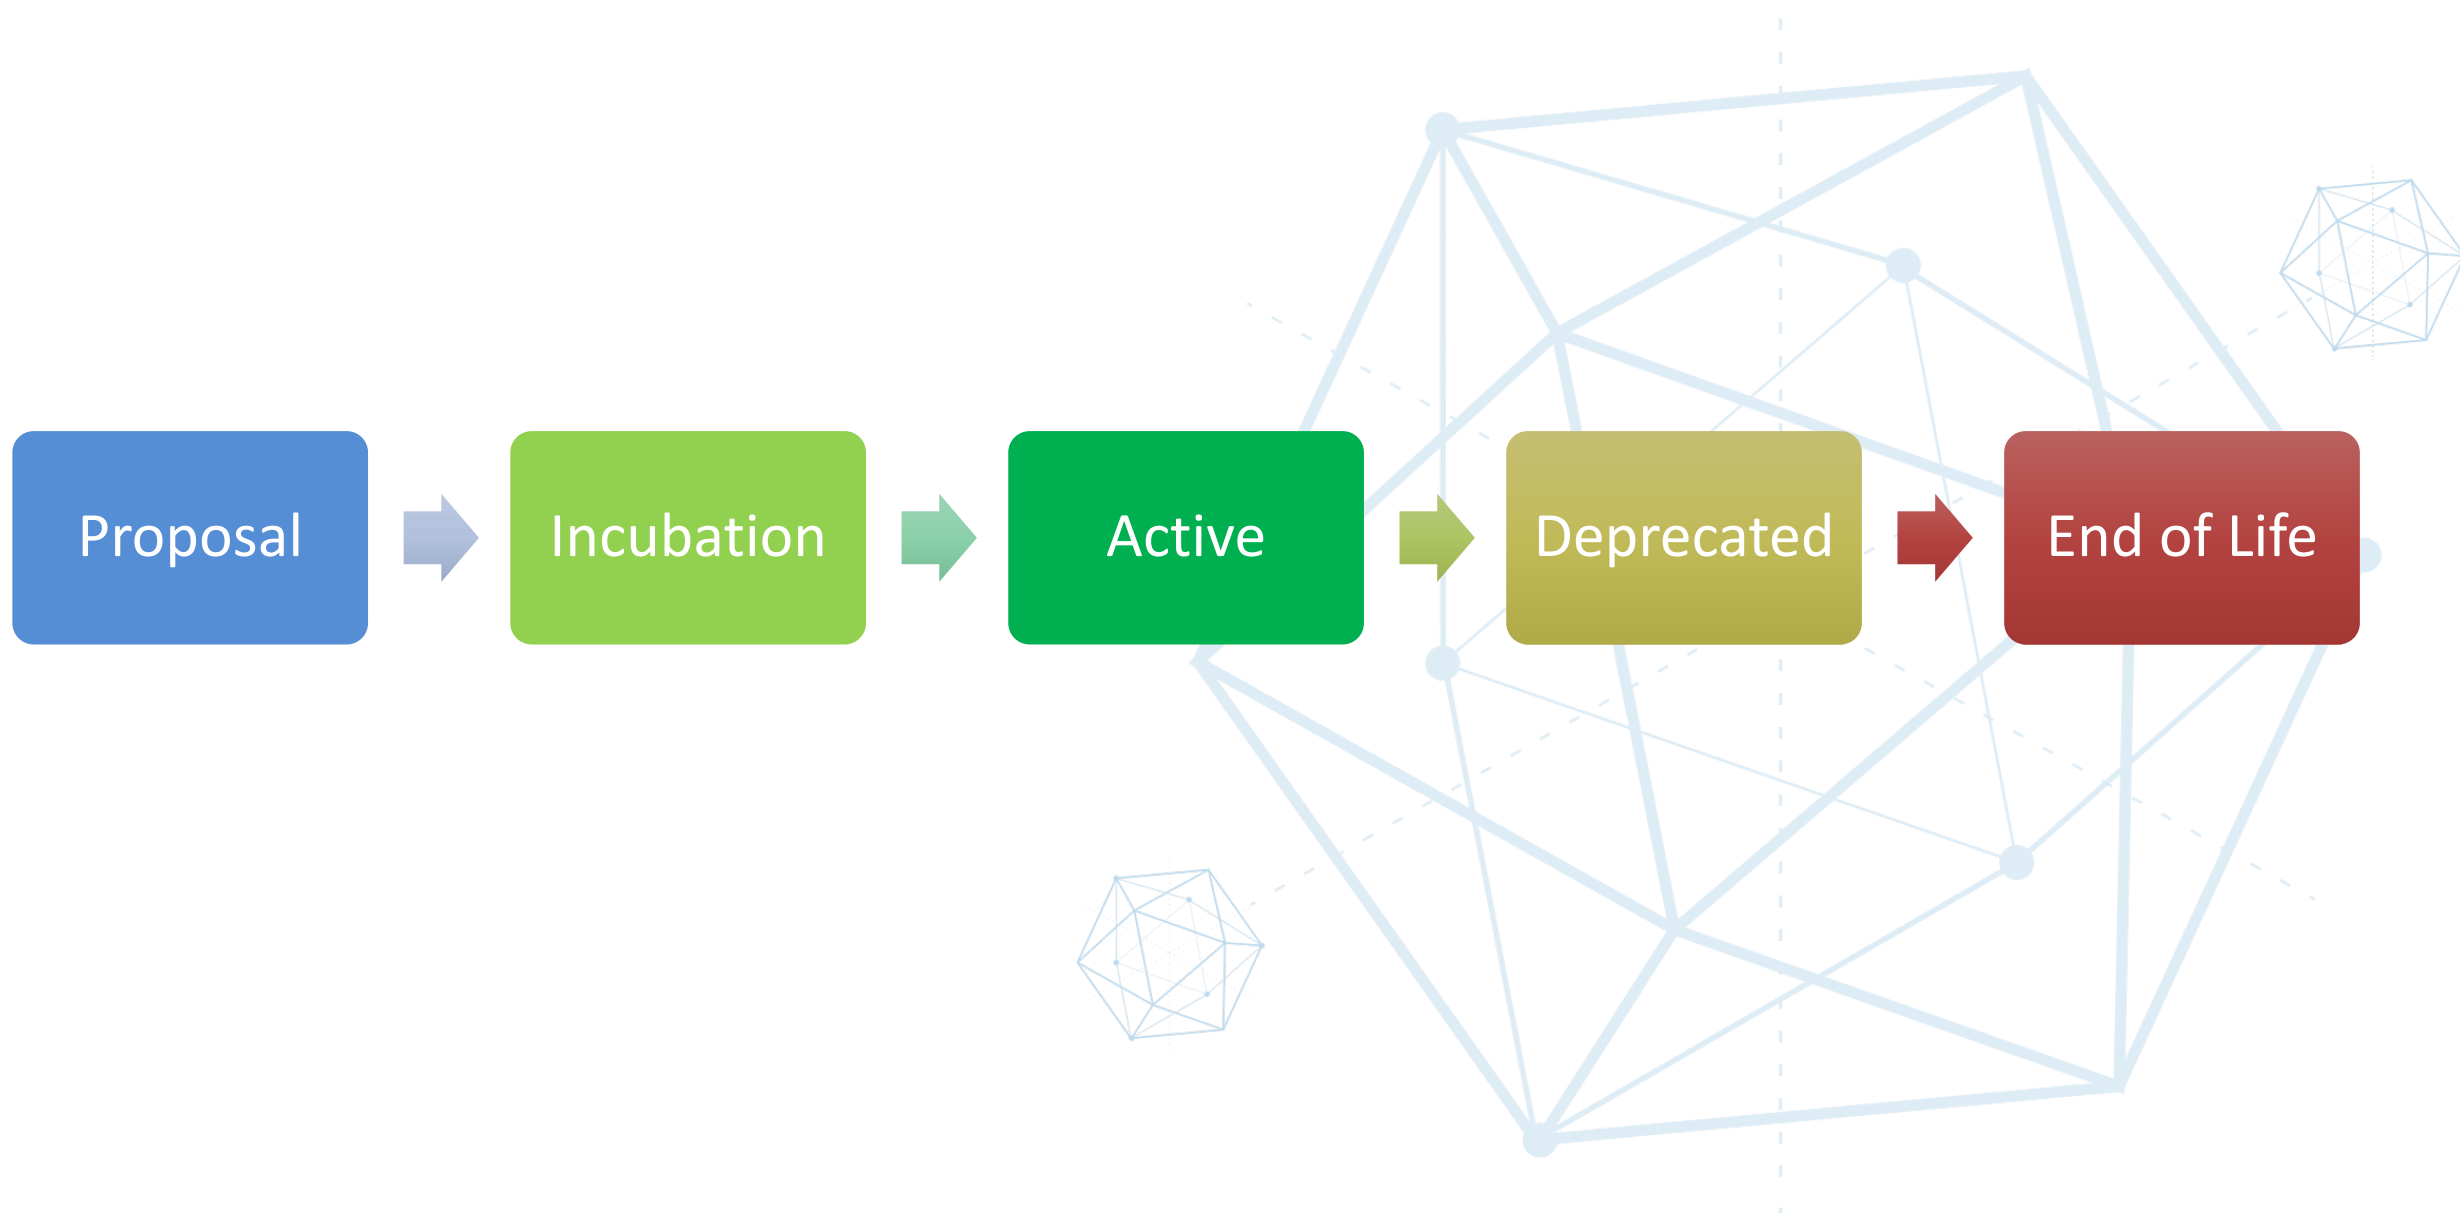 Proposal
Incubation
Active
Deprecated
End of Life